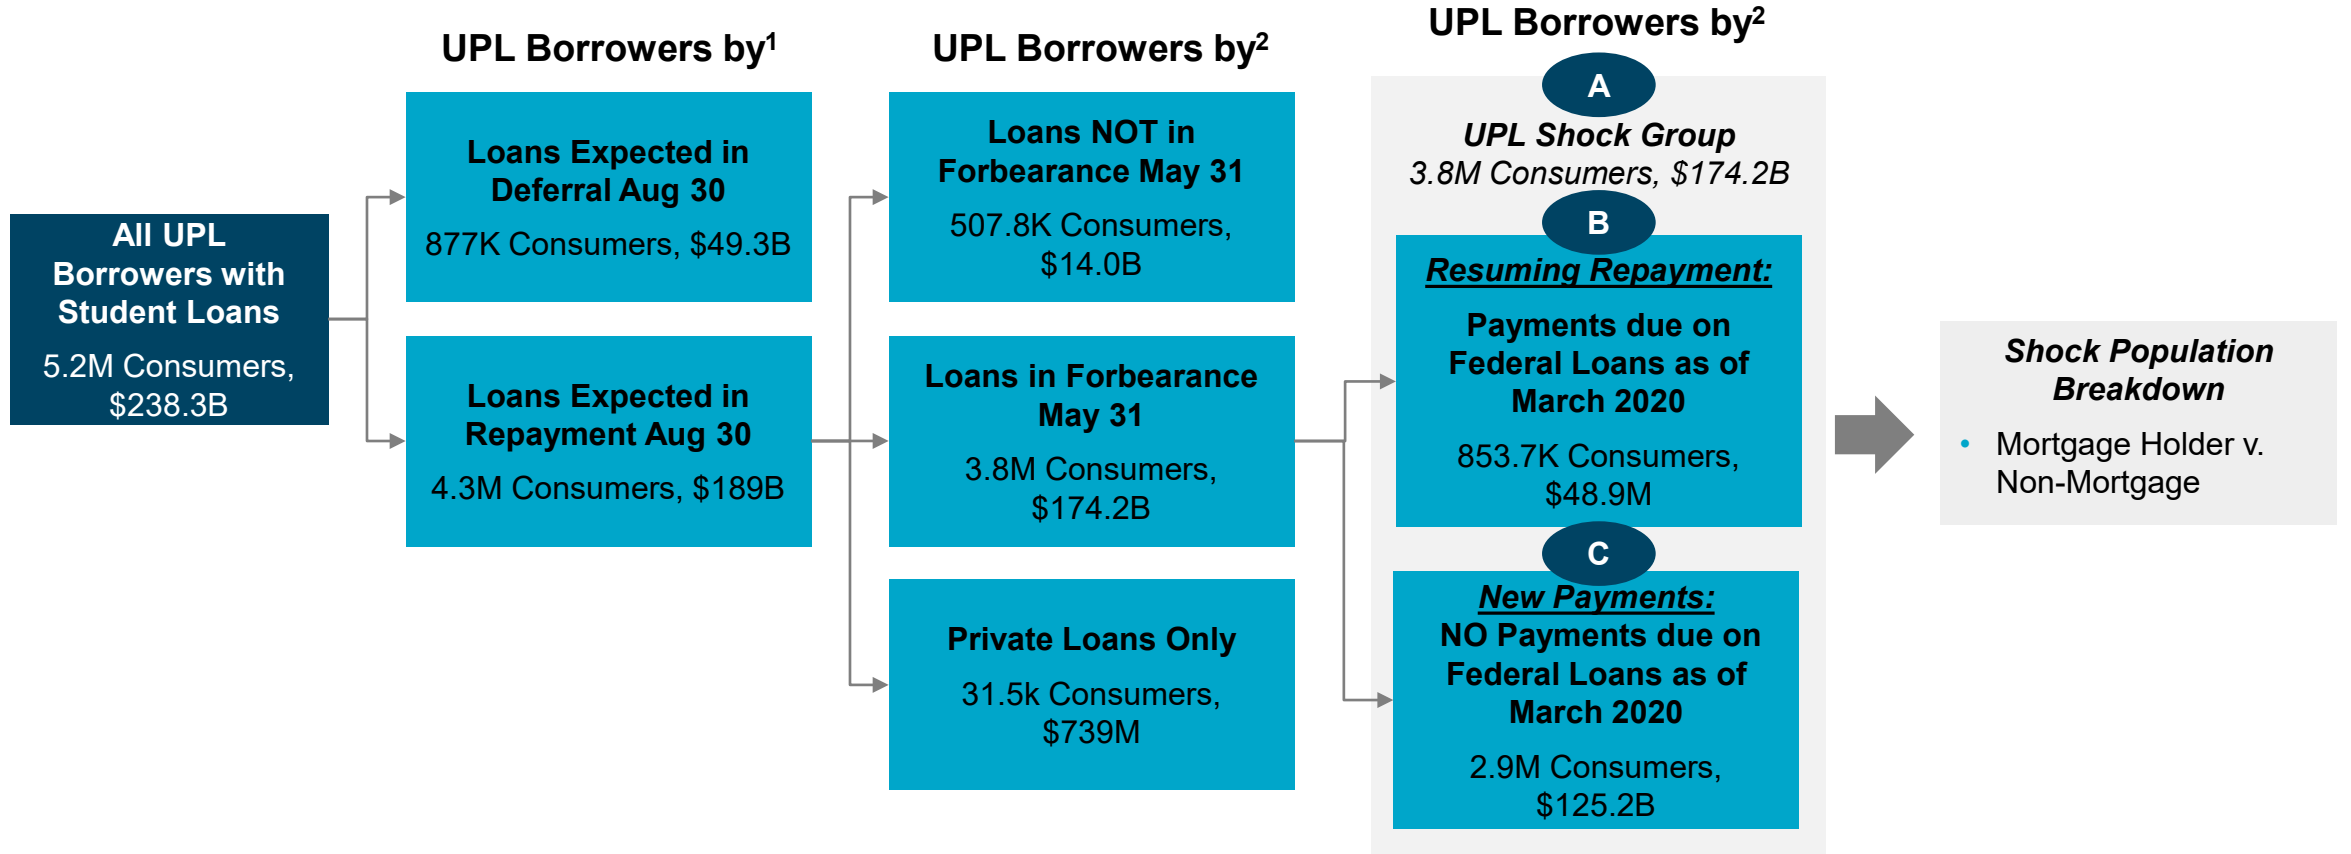 UPL Borrowers by¹
UPL Borrowers by²
UPL Borrowers by²
All UPL
Borrowers with
Student Loans
5.2M Consumers,
$238.3B
Loans Expected in
Deferral Aug 30
877K Consumers, $49.3B
Loans Expected in
Repayment Aug 30
4.3M Consumers, $189B
Loans NOT in
Forbearance May 31
507.8K Consumers,
$14.0B
Loans in Forbearance
May 31
3.8M Consumers,
$174.2B
Private Loans Only
31.5k Consumers,
$739M
A
UPL Shock Group
3.8M Consumers, $174.2B
B
Resuming Repayment:
Payments due on
Federal Loans as of
March 2020
853.7K Consumers,
$48.9M
C
New Payments:
NO Payments due on
Federal Loans as of
March 2020
2.9M Consumers,
$125.2B
Shock Population
Breakdown
• Mortgage Holder v.
Non-Mortgage